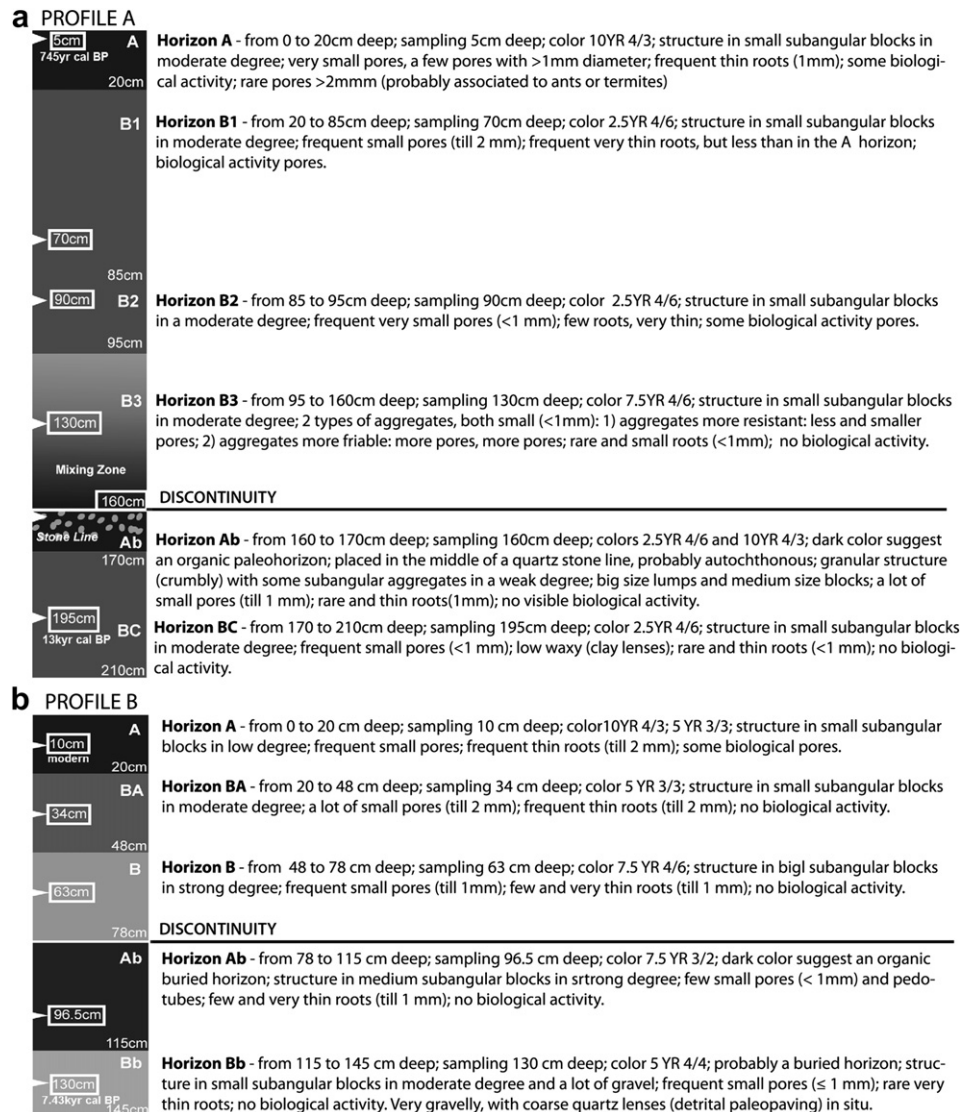 a PROFILE A
5cm A
745yr cal BP
20cm
Horizon A - from 0 to 20cm deep; sampling 5cm deep; color 10YR 4/3; structure in small subangular blocks in
moderate degree; very small pores, a few pores with >1mm diameter; frequent thin roots (1mm); some biologi-
cal activity; rare pores >2mmm (probably associated to ants or termites)
B1
70cm
85cm
Horizon B1 - from 20 to 85cm deep; sampling 70cm deep; color 2.5YR 4/6; structure in small subangular blocks
in moderate degree; frequent small pores (till 2 mm); frequent very thin roots, but less than in the A horizon;
biological activity pores.
90cm B2
95cm
Horizon B2 - from 85 to 95cm deep; sampling 90cm deep; color 2.5YR 4/6; structure in small subangular blocks
in a moderate degree; frequent very small pores (<1 mm); few roots, very thin; some biological activity pores.
B3
130cm
Mixing Zone
160cm
Horizon B3 - from 95 to 160cm deep; sampling 130cm deep; color 7.5YR 4/6; structure in small subangular blocks
in moderate degree; 2 types of aggregates, both small (<1mm): 1) aggregates more resistant: less and smaller
pores; 2) aggregates more friable: more pores, more pores; rare and small roots (<1mm); no biological activity.
DISCONTINUITY
Stone Line Ab
170cm
Horizon Ab - from 160 to 170cm deep; sampling 160cm deep; colors 2.5YR 4/6 and 10YR 4/3; dark color suggest
an organic paleohorizon; placed in the middle of a quartz stone line, probably autochthonous; granular structure
(crumbly) with some subangular aggregates in a weak degree; big size lumps and medium size blocks; a lot of
small pores (till 1 mm); rare and thin roots(1mm); no visible biological activity.
195cm
13kyr cal BP BC
210cm
Horizon BC - from 170 to 210cm deep; sampling 195cm deep; color 2.5YR 4/6; structure in small subangular blocks
in moderate degree; frequent small pores (<1 mm); low waxy (clay lenses); rare and thin roots (<1 mm); no biologi-
cal activity.
b PROFILE B
A
10cm
modern
20cm
Horizon A - from 0 to 20 cm deep; sampling 10 cm deep; color10YR 4/3; 5 YR 3/3; structure in small subangular
blocks in low degree; frequent small pores; frequent thin roots (till 2 mm); some biological pores.
BA
34cm
48cm
Horizon BA - from 20 to 48 cm deep; sampling 34 cm deep; color 5 YR 3/3; structure in small subangular blocks
in moderate degree; a lot of small pores (till 2 mm); frequent thin roots (till 2 mm); no biological activity.
B
63cm
78cm
Horizon B - from 48 to 78 cm deep; sampling 63 cm deep; color 7.5 YR 4/6; structure in bigl subangular blocks
in strong degree; frequent small pores (till 1mm); few and very thin roots (till 1 mm); no biological activity.
DISCONTINUITY
Ab
96.5cm
115cm
Horizon Ab - from 78 to 115 cm deep; sampling 96.5 cm deep; color 7.5 YR 3/2; dark color suggest an organic
buried horizon; structure in medium subangular blocks in srtrong degree; few small pores (< 1mm) and pedo-
tubes; few and very thin roots (till 1 mm); no biological activity.
Bb
130cm
7.43kyr cal BP
145cm
Horizon Bb - from 115 to 145 cm deep; sampling 130 cm deep; color 5 YR 4/4; probably a buried horizon; struc-
ture in small subangular blocks in moderate degree and a lot of gravel; frequent small pores (≤ 1 mm); rare very
thin roots; no biological activity. Very gravelly, with coarse quartz lenses (detrital paleopaving) in situ.